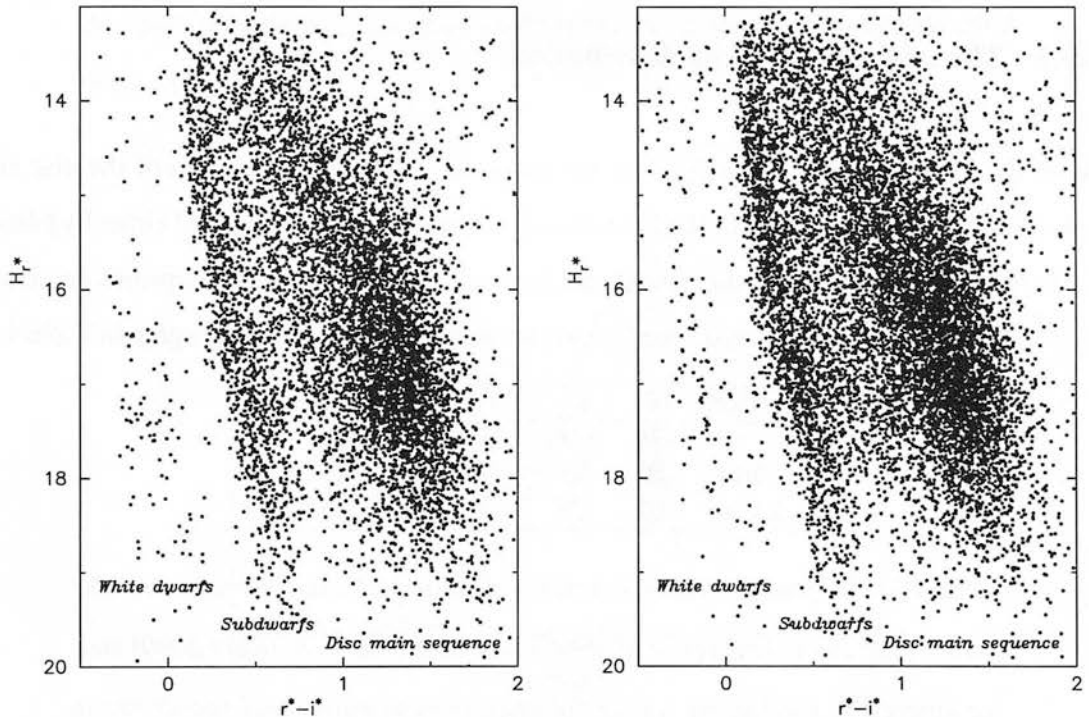 14
16
18
20
H_r*
White dwarfs
Subdwarfs
Disc main sequence
0
1
2
r*-i*
14
16
18
20
H_r*
White dwarfs
Subdwarfs
Disc main sequence
0
1
2
r*-i*